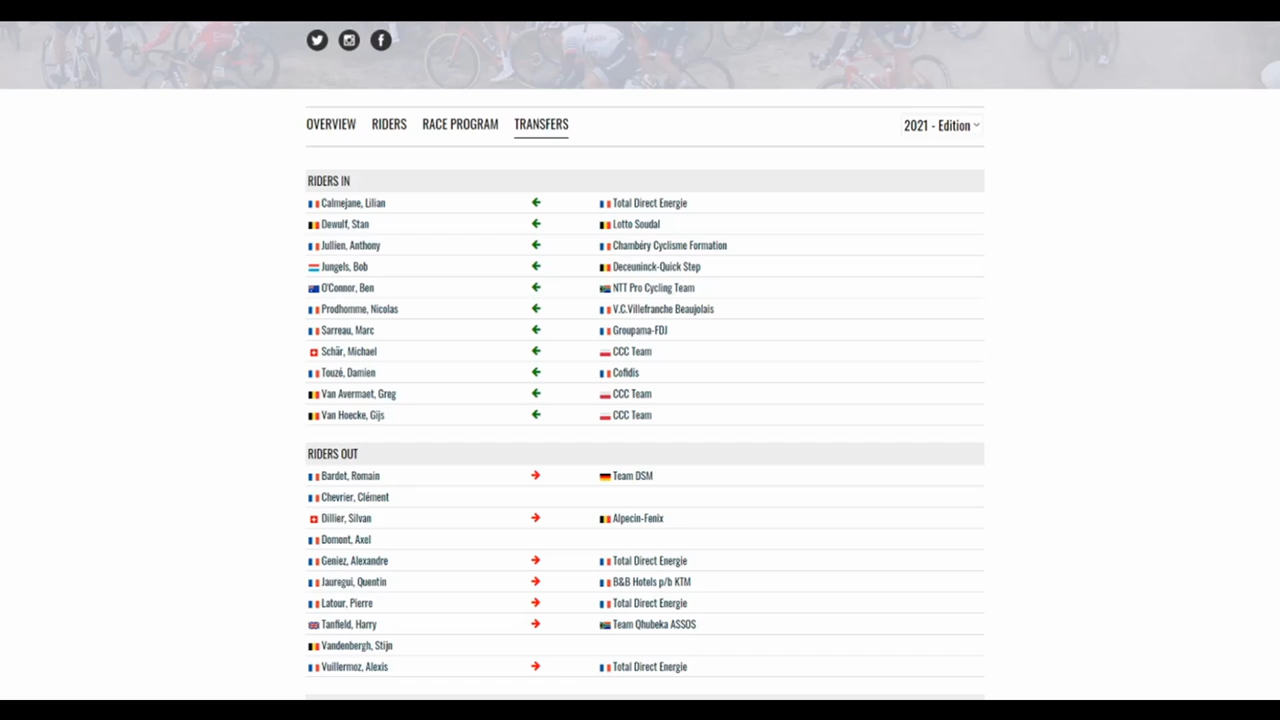 OVERVIEW RIDERS RACE PROGRAM TRANSFERS 2021 - Edition
RIDERS IN
Calmejane, Lilian Total Direct Energie
Dewulf, Stan Lotto Soudal
Jullien, Anthony Chambéry Cyclisme Formation
Jungels, Bob Deceuninck-Quick Step
O'Connor, Ben NTT Pro Cycling Team
Prodhomme, Nicolas V.C.Villefranche Beaujolais
Sarreau, Marc Groupama-FDJ
Schär, Michael CCC Team
Touzé, Damien Cofidis
Van Avermaet, Greg CCC Team
Van Hoecke, Gijs CCC Team
RIDERS OUT
Bardet, Romain Team DSM
Chevrier, Clément
Dillier, Silvan Alpecin-Fenix
Domont, Axel
Geniez, Alexandre Total Direct Energie
Jauregui, Quentin B&B Hotels p/b KTM
Latour, Pierre Total Direct Energie
Tanfield, Harry Team Qhubeka ASSOS
Vandenbergh, Stijn
Vuillermoz, Alexis Total Direct Energie